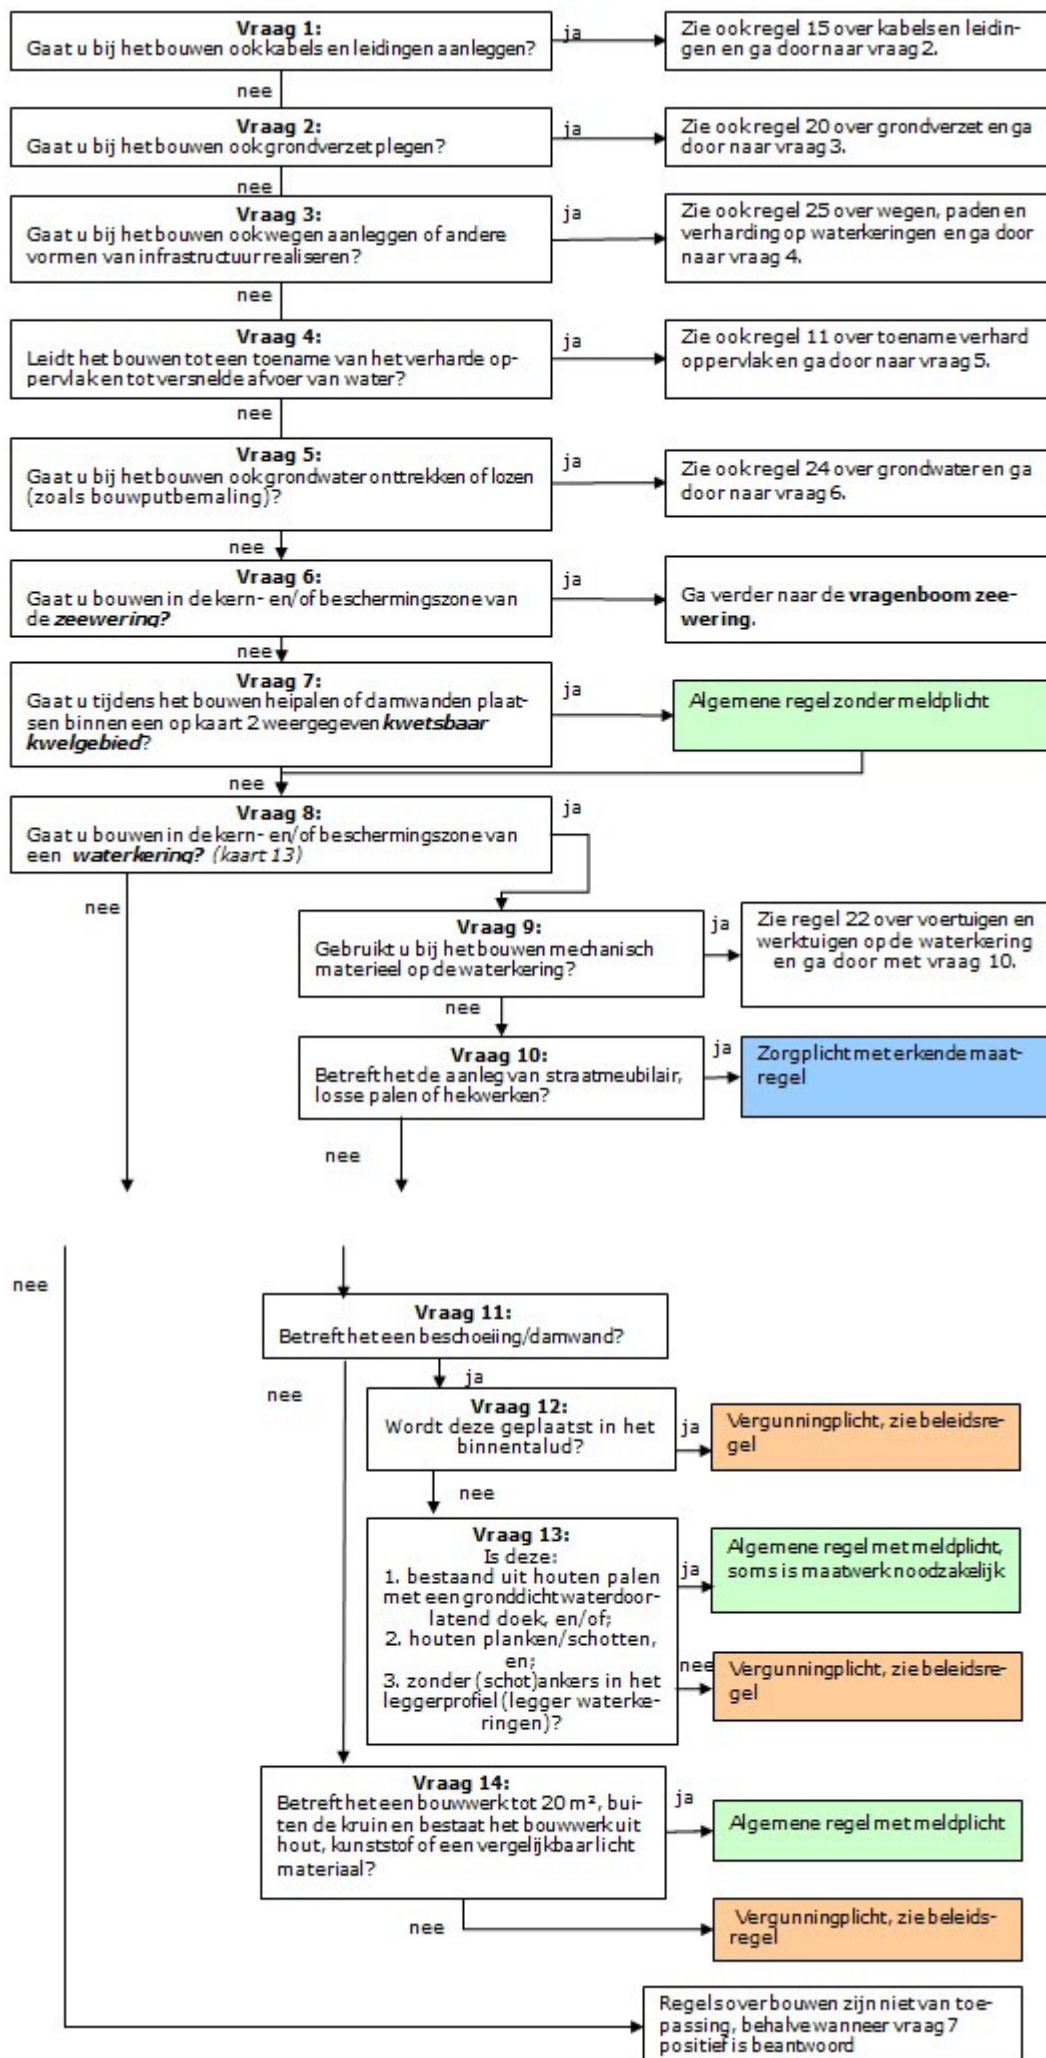 Vraag 1:
Gaat u bij het bouwen ook kabels en leidingen aanleggen?
ja
Zie ook regel 15 over kabels en leidin-
gen en ga door naar vraag 2.
nee
Vraag 2:
Gaat u bij het bouwen ook grondverzet plegen?
ja
Zie ook regel 20 over grondverzet en ga
door naar vraag 3.
nee
Vraag 3:
Gaat u bij het bouwen ook wegen aanleggen of andere
vormen van infrastructuur realiseren?
ja
Zie ook regel 25 over wegen, paden en
verharding op waterkeringen en ga door
naar vraag 4.
nee
Vraag 4:
Leidt het bouwen tot een toename van het verharde op-
pervlak en tot versnelde afvoer van water?
ja
Zie ook regel 11 over toename verhard
oppervlak en ga door naar vraag 5.
nee
Vraag 5:
Gaat u bij het bouwen ook grondwater onttrekken of lozen
(zoals bouwputbemaling)?
ja
Zie ook regel 24 over grondwater en ga
door naar vraag 6.
nee
Vraag 6:
Gaat u bouwen in de kern- en/of beschermingszone van
de zeewering?
ja
Ga verder naar de vragenboom zee-
wering.
nee
Vraag 7:
Gaat u tijdens het bouwen heipalen of damwanden plaat-
sen binnen een op kaart 2 weergegeven kwetsbaar
kwelgebied?
ja
Algemene regel zonder meldplicht
nee
Vraag 8:
Gaat u bouwen in de kern- en/of beschermingszone van
een waterkering? (kaart 13)
ja
nee
Vraag 9:
Gebruikt u bij het bouwen mechanisch
materieel op de waterkering?
ja
Zie regel 22 over voertuigen en
werktuigen op de waterkering
en ga door met vraag 10.
nee
Vraag 10:
Betreft het de aanleg van straatmeubilair,
losse palen of hekwerken?
ja
Zorgplicht met erkende maat-
regel
nee
nee
Vraag 11:
Betreft het een beschoeiing/damwand?
ja
nee
Vraag 12:
Wordt deze geplaatst in het
binnentalud?
ja
Vergunningplicht, zie beleidsre-
gel
nee
Vraag 13:
Is deze:
1. bestaand uit houten palen
met een gronddicht waterdoor-
latend doek, en/of;
2. houten planken/schotten,
en;
3. zonder (schot)ankers in het
leggerprofiel (legger waterke-
ringen)?
ja
Algemene regel met meldplicht,
soms is maatwerk noodzakelijk
nee
Vergunningplicht, zie beleidsre-
gel
Vraag 14:
Betreft het een bouwwerk tot 20 m², bui-
ten de kruin en bestaat het bouwwerk uit
hout, kunststof of een vergelijkbaar licht
materiaal?
ja
Algemene regel met meldplicht
nee
Vergunningplicht, zie beleids-
regel
Regels over bouwen zijn niet van toe-
passing, behalve wanneer vraag 7
positief is beantwoord